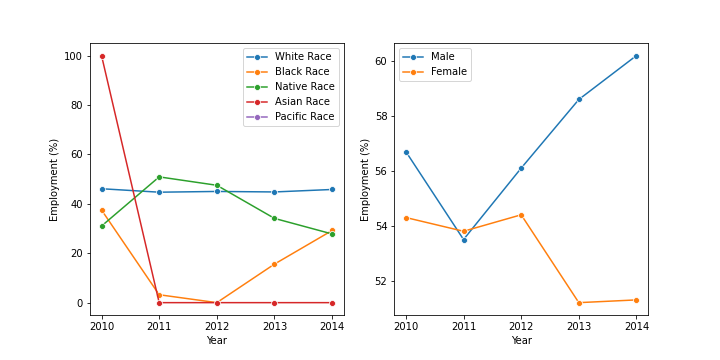 100
80
60
40
20
0
Employment (%)
2010 2011 2012 2013 2014
Year
White Race
Black Race
Native Race
Asian Race
Pacific Race
60
58
56
54
52
Employment (%)
2010 2011 2012 2013 2014
Year
Male
Female